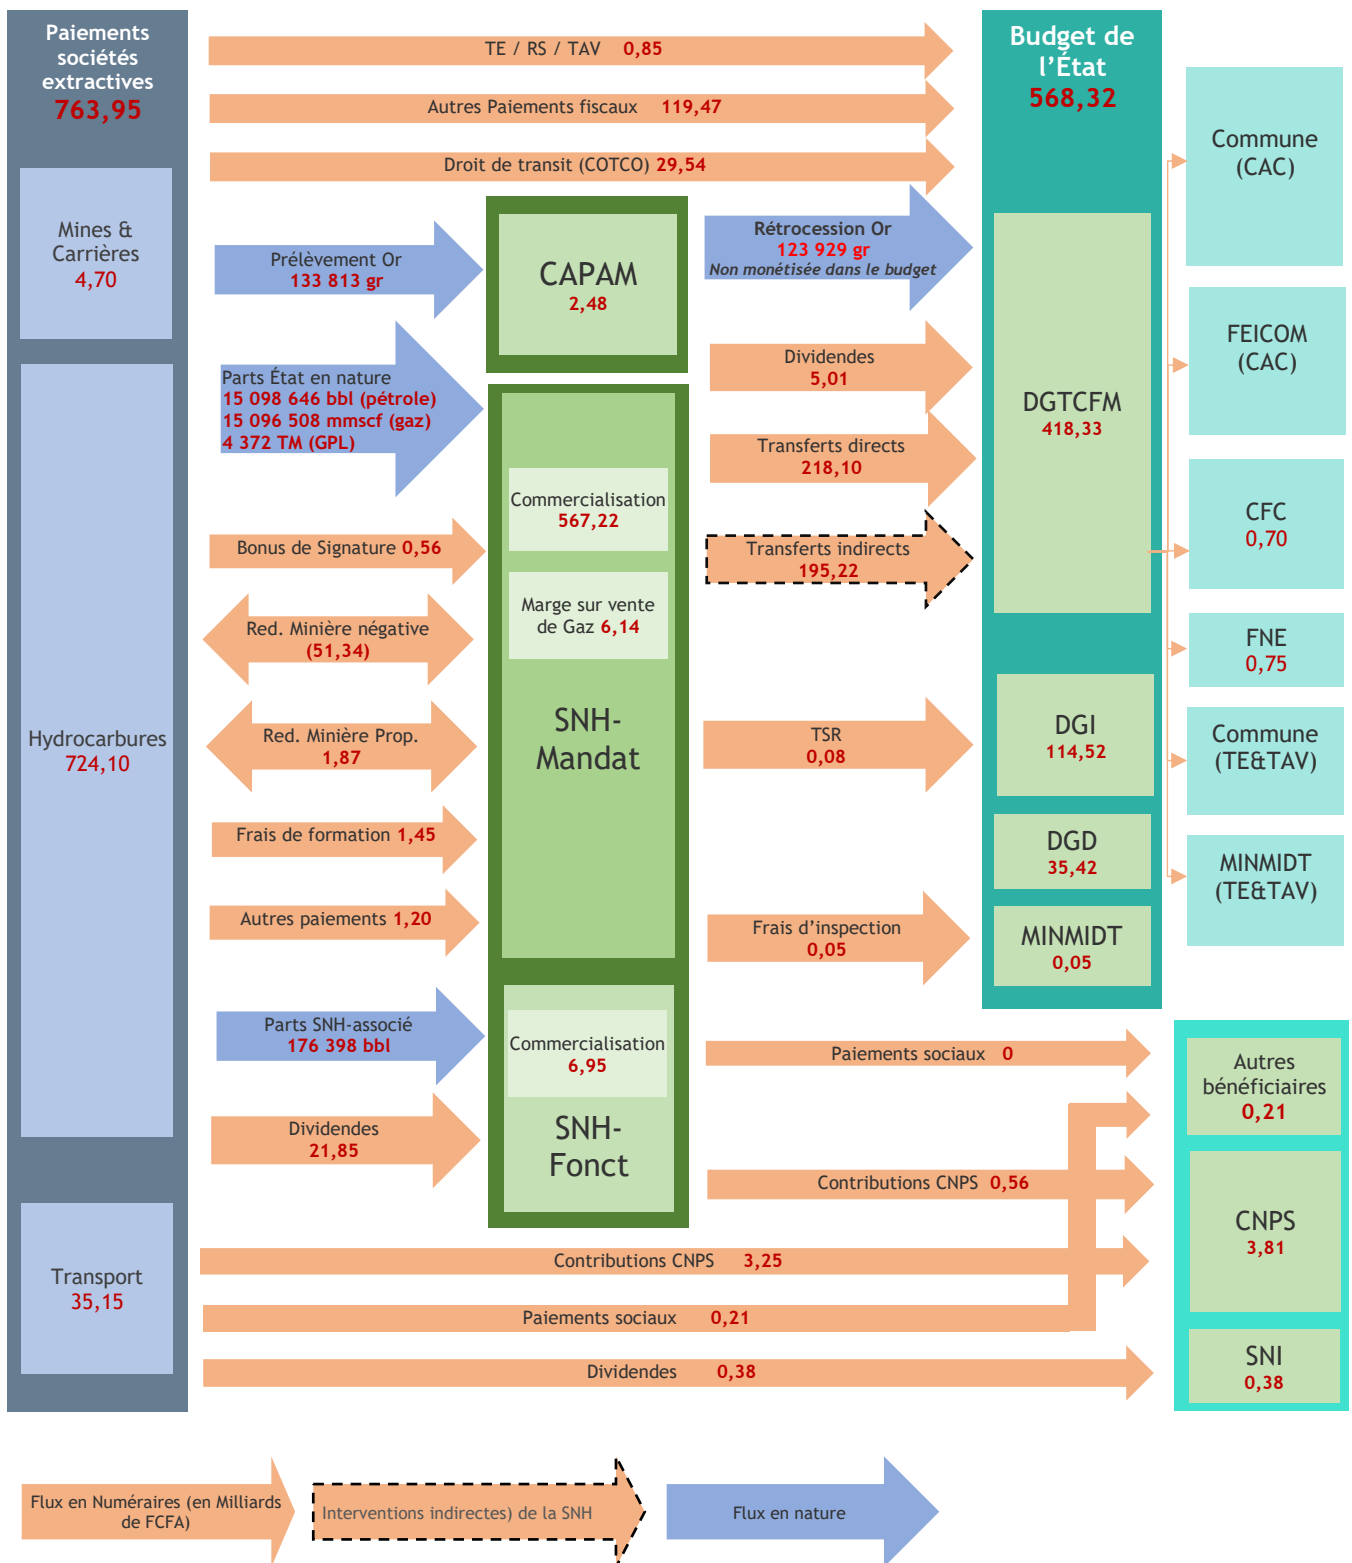 Paiements
sociétés
extractives
763,95
Mines &
Carrières
4,70
Hydrocarbures
724,10
Transport
35,15
TE / RS / TAV 0,85
Autres Paiements fiscaux 119,47
Droit de transit (COTCO) 29,54
Prélèvement Or
133 813 gr
Parts État en nature
15 098 646 bbl (pétrole)
15 096 508 mmscf (gaz)
4 372 TM (GPL)
Bonus de Signature 0,56
Red. Minière négative
(51,34)
Red. Minière Prop.
1,87
Frais de formation 1,45
Autres paiements 1,20
Parts SNH-associé
176 398 bbl
Dividendes
21,85
CAPAM
2,48
Commercialisation
567,22
Marge sur vente
de Gaz 6,14
SNH-
Mandat
Commercialisation
6,95
SNH-
Fonct
Rétrocession Or
123 929 gr
Non monétisée dans le budget
Dividendes
5,01
Transferts directs
218,10
Transferts indirects
195,22
TSR
0,08
Frais d’inspection
0,05
Paiements sociaux 0
Contributions CNPS 0,56
Contributions CNPS 3,25
Paiements sociaux 0,21
Dividendes 0,38
Budget de
l’État
568,32
DGTCFM
418,33
DGI
114,52
DGD
35,42
MINMIDT
0,05
Commune
(CAC)
FEICOM
(CAC)
CFC
0,70
FNE
0,75
Commune
(TE&TAV)
MINMIDT
(TE&TAV)
Autres
bénéficiaires
0,21
CNPS
3,81
SNI
0,38
Flux en Numéraires (en Milliards
de FCFA)
Interventions indirectes) de la SNH
Flux en nature